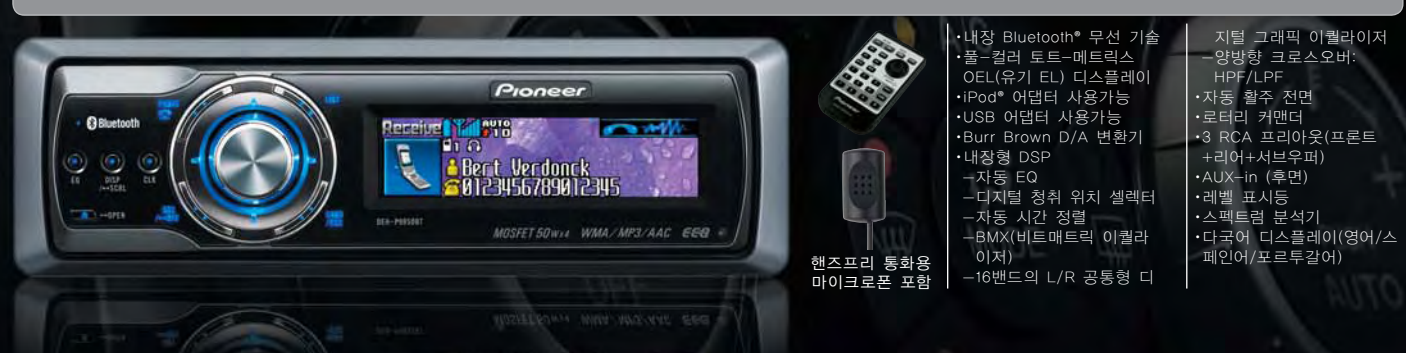 Pioneer
Bluetooth
EQ
DISP
/↔SCRL
CLR
↔OPEN
Receive
AUTO
10
1
Bert Verdonck
0123456789012345
DEH-P9850BT
MOSFET 50W×4 WMA/MP3/AAC EEQ
핸즈프리 통화용
마이크로폰 포함
•내장 Bluetooth® 무선 기술
•풀-컬러 토트-메트릭스
OEL(유기 EL) 디스플레이
•iPod® 어댑터 사용가능
•USB 어댑터 사용가능
•Burr Brown D/A 변환기
•내장형 DSP
-자동 EQ
-디지털 청취 위치 셀렉터
-자동 시간 정렬
-BMX(비트매트릭 이퀄라
이저)
-16밴드의 L/R 공통형 디
지털 그래픽 이퀄라이저
-양방향 크로스오버:
HPF/LPF
•자동 활주 전면
•로터리 커맨더
•3 RCA 프리아웃(프론트
+리어+서브우퍼)
•AUX-in (후면)
•레벨 표시등
•스펙트럼 분석기
•다국어 디스플레이(영어/스
페인어/포르투갈어)
AUTO